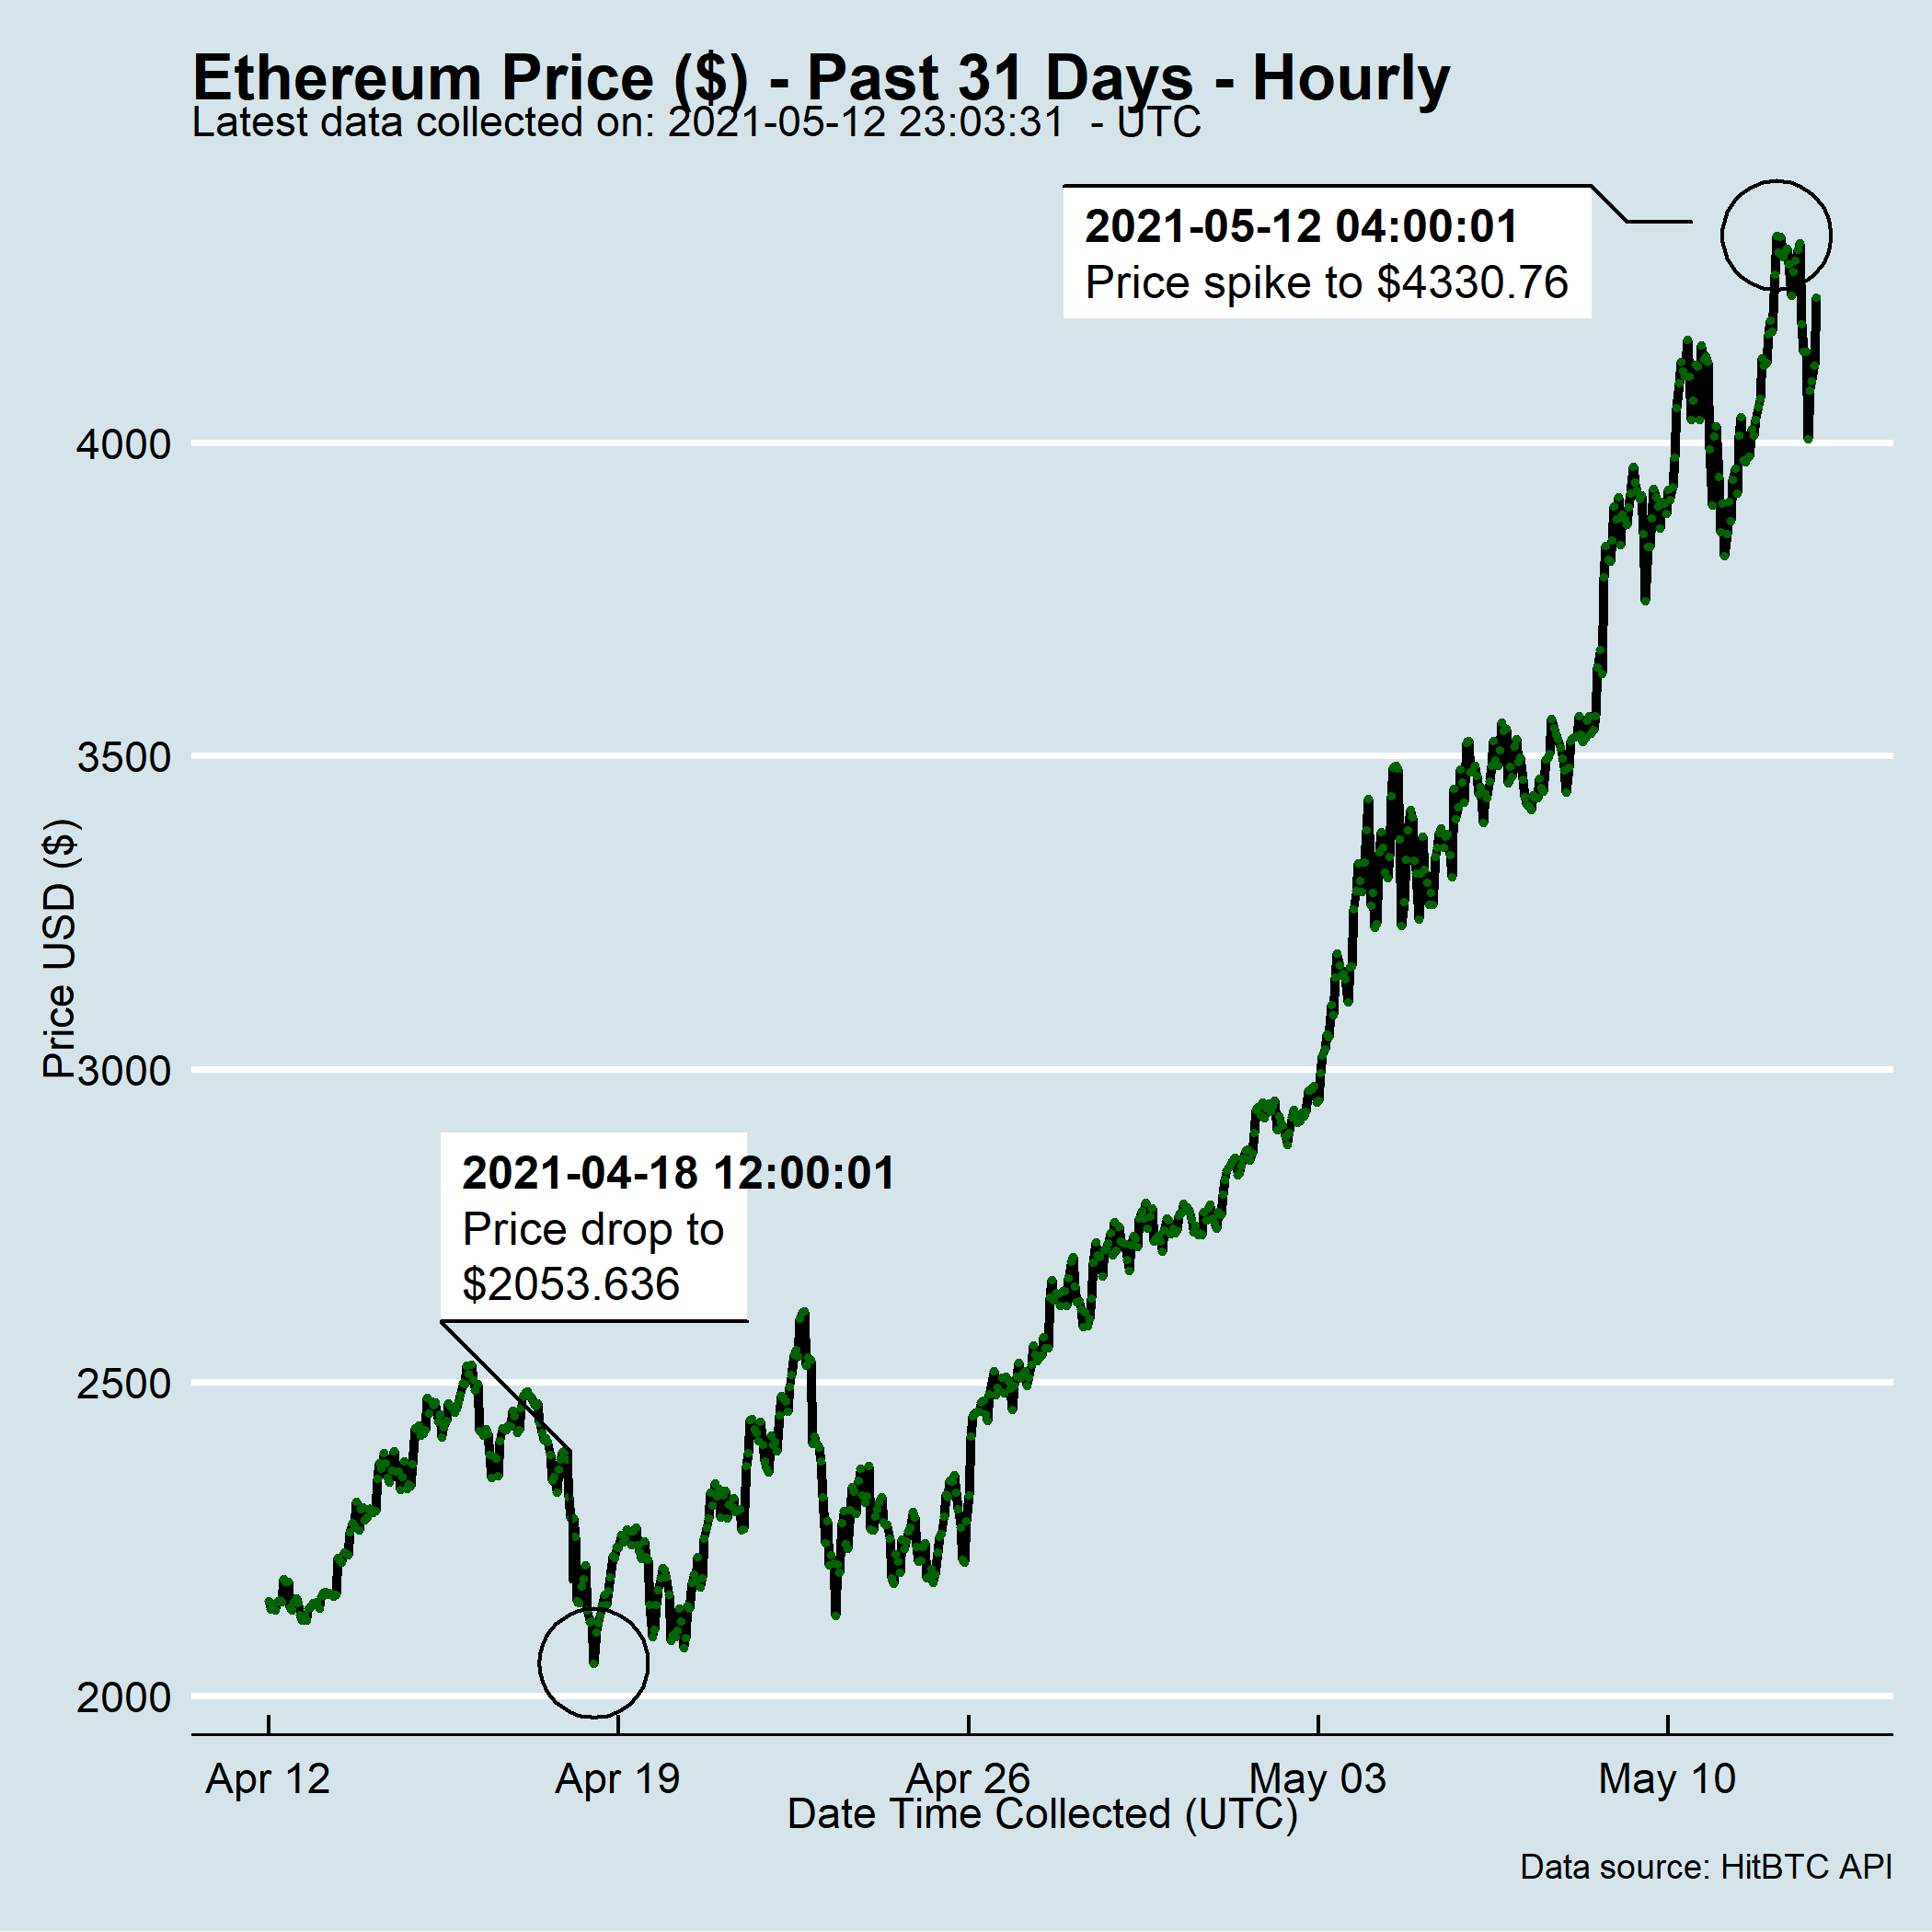 Ethereum Price ($) - Past 31 Days - Hourly
Latest data collected on: 2021-05-12 23:03:31  - UTC
2021-05-12 04:00:01
Price spike to $4330.76
4000
3500
Price USD ($)
3000
2021-04-18 12:00:01
Price drop to
$2053.636
2500
2000
Apr 12
Apr 19
Apr 26
May 03
May 10
Date Time Collected (UTC)
Data source: HitBTC API